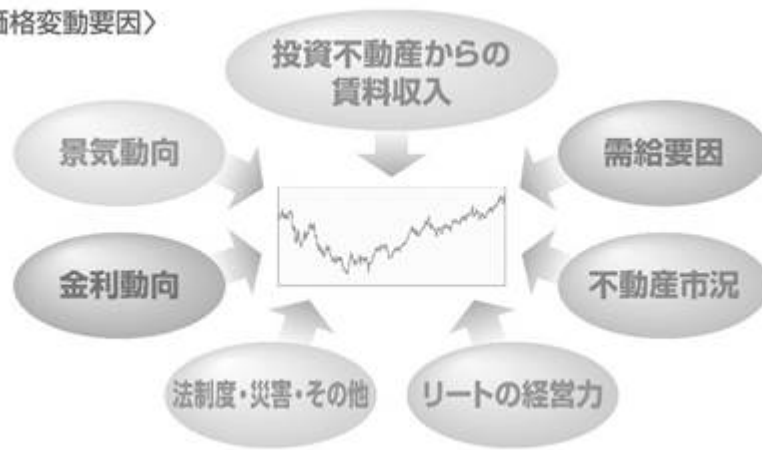 価格変動要因〉
投資不動産からの
賃料収入
景気動向
需給要因
金利動向
不動産市況
法制度・災害・その他
リートの経営力